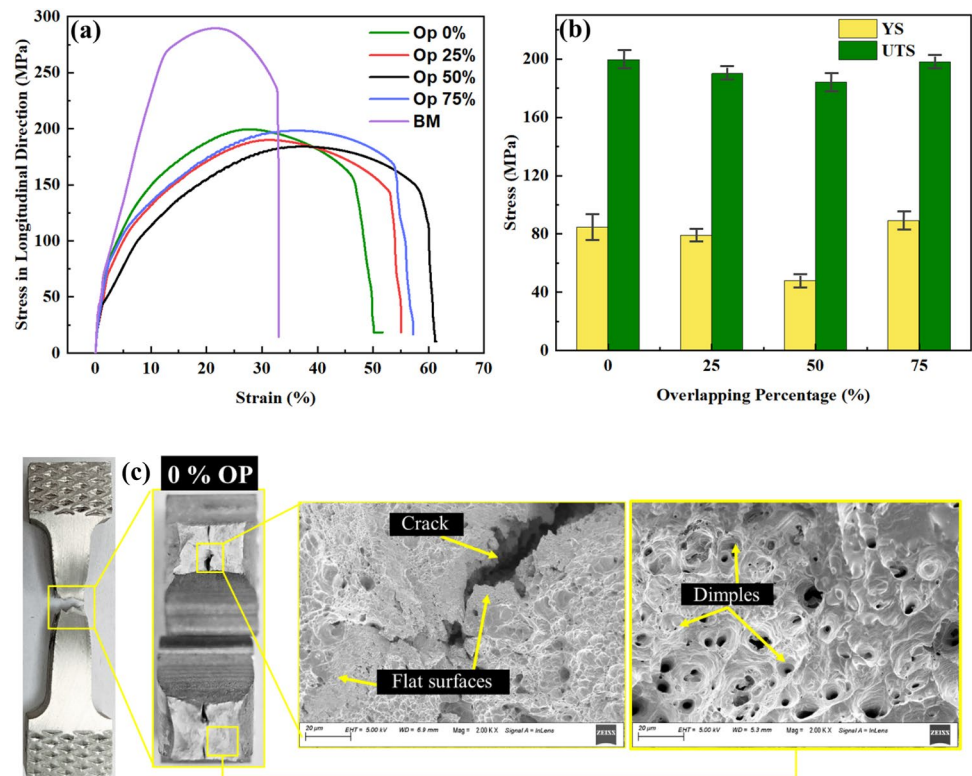 (a)
Stress in Longitudinal Direction (MPa)
300
250
200
150
100
50
0
0 10 20 30 40 50 60 70
Strain (%)
Op 0%
Op 25%
Op 50%
Op 75%
BM
(b)
YS
UTS
Stress (MPa)
200
160
120
80
40
0
0 25 50 75
Overlapping Percentage (%)
(c)
0 % OP
Crack
Flat surfaces
20 µm EHT = 5.00 kV WD = 6.9 mm Mag = 2.00 K X Signal A = InLens ZEISS
Dimples
20 µm EHT = 5.00 kV WD = 5.3 mm Mag = 2.00 K X Signal A = InLens ZEISS